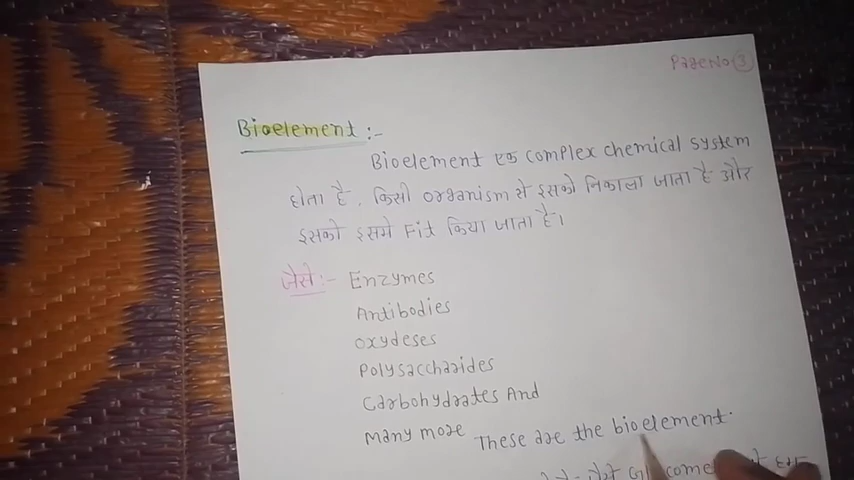 Page No. 3
Bioelement :-
Bioelement एक complex chemical system
होता है, किसी organism से इसको निकाला जाता है और
इसको इसमे Fit किया जाता है।
जैसे :- Enzymes
Antibodies
Oxydeses
Polysaccharides
Carbohydrates And
Many more These are the bioelement.